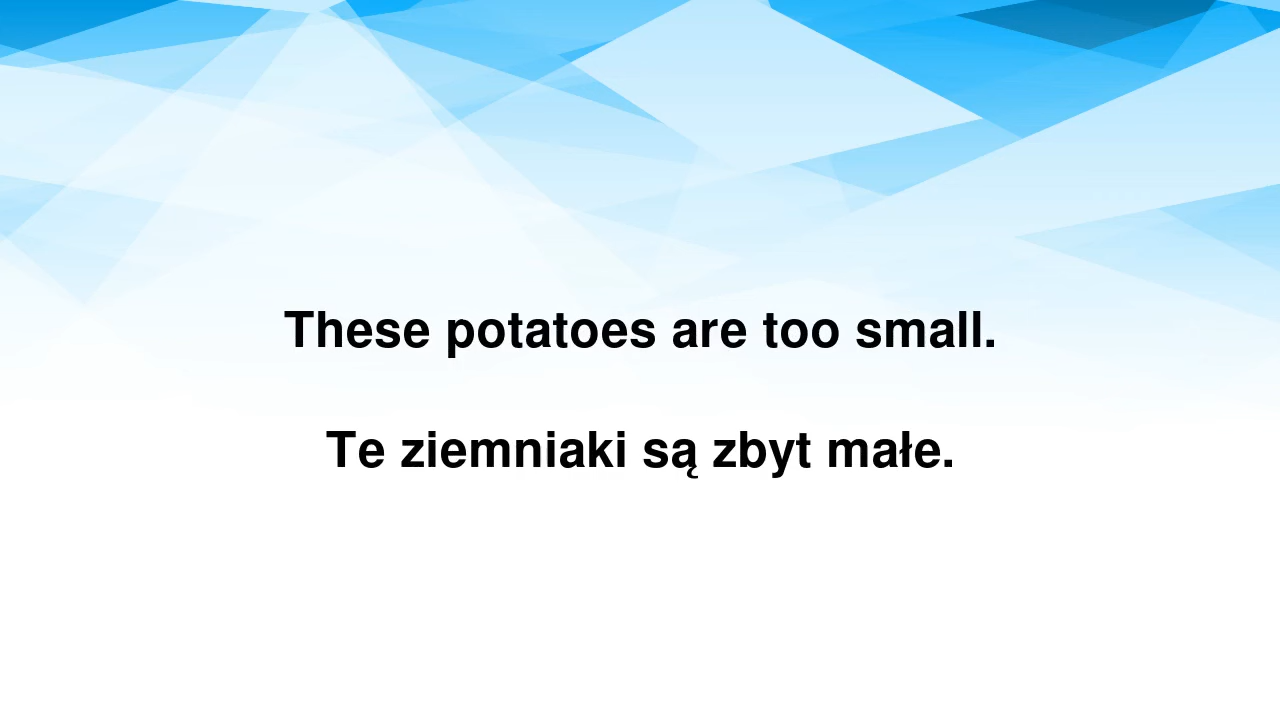 These potatoes are too small.
Te ziemniaki są zbyt małe.